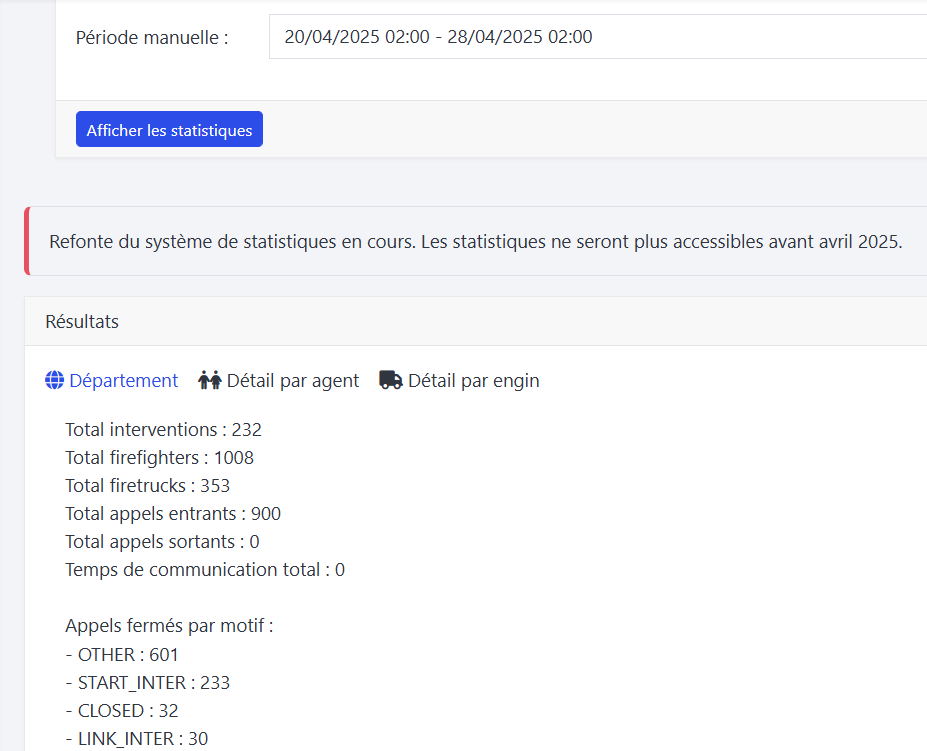 Période manuelle :
20/04/2025 02:00 - 28/04/2025 02:00
Afficher les statistiques
Refonte du système de statistiques en cours. Les statistiques ne seront plus accessibles avant avril 2025.
Résultats
Département Détail par agent Détail par engin
Total interventions : 232
Total firefighters : 1008
Total firetrucks : 353
Total appels entrants : 900
Total appels sortants : 0
Temps de communication total : 0
Appels fermés par motif :
- OTHER : 601
- START_INTER : 233
- CLOSED : 32
- LINK_INTER : 30